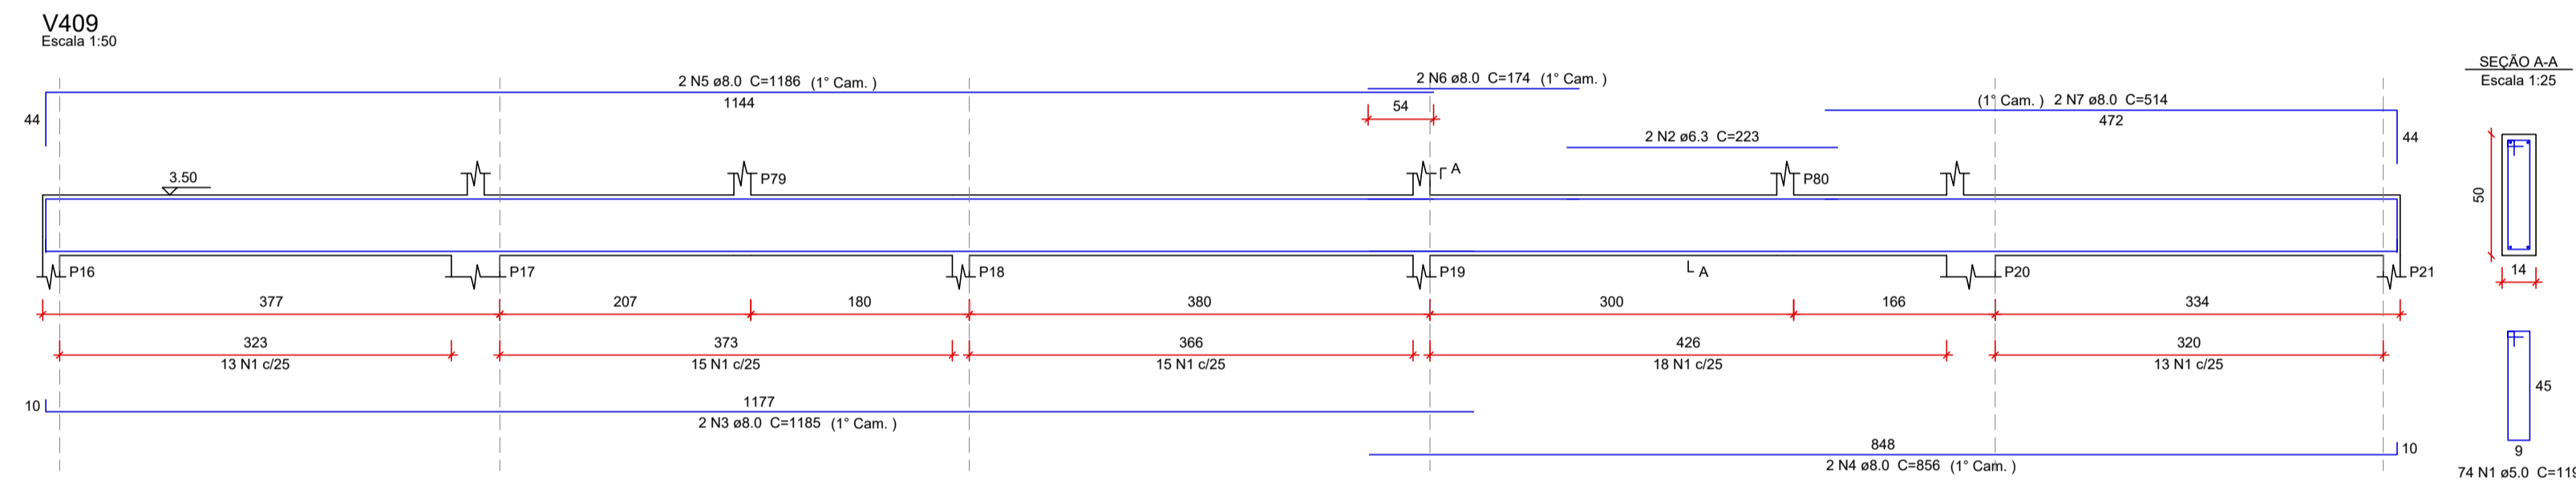 V409
Escala 1:50
2 N5 ø8.0 C=1186 (1° Cam. )
1144
44
2 N6 ø8.0 C=174 (1° Cam. )
54
(1° Cam. ) 2 N7 ø8.0 C=514
472
44
2 N2 ø6.3 C=223
SEÇÃO A-A
Escala 1:25
3.50
P79
A
P80
50
14
P16
P17
P18
P19
A
P20
P21
377
207
180
380
300
166
334
323
373
366
426
320
13 N1 c/25
15 N1 c/25
15 N1 c/25
18 N1 c/25
13 N1 c/25
10
1177
2 N3 ø8.0 C=1185 (1° Cam. )
848
10
2 N4 ø8.0 C=856 (1° Cam. )
45
9
74 N1 ø5.0 C=119